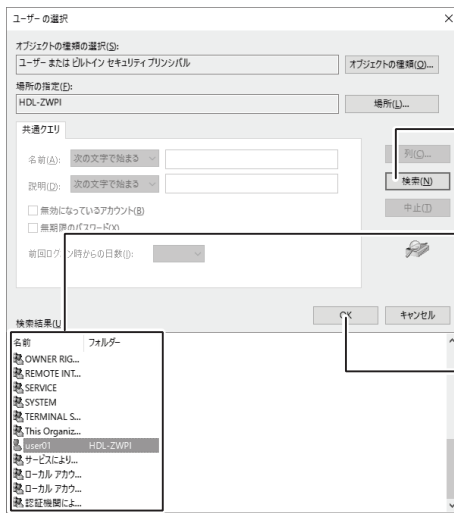 ユーザー の選択
オブジェクトの種類の選択(S):
ユーザー または ビルトイン セキュリティ プリンシパル
オブジェクトの種類(O)...
場所の指定(F):
HDL-ZWPI
場所(L)...
共通クエリ
名前(A): 次の文字で始まる
列(C)...
説明(D): 次の文字で始まる
検索(N)
無効になっているアカウント(B)
中止(T)
無期限のパスワード(X)
前回ログオン時からの日数(I):
OK
キャンセル
検索結果(U
名前 フォルダー
OWNER RIG...
REMOTE INT...
SERVICE
SYSTEM
TERMINAL S...
This Organiz...
user01 HDL-ZWPI
サービスにより...
ローカル アカウ...
ローカル アカウ...
認証機関によ...